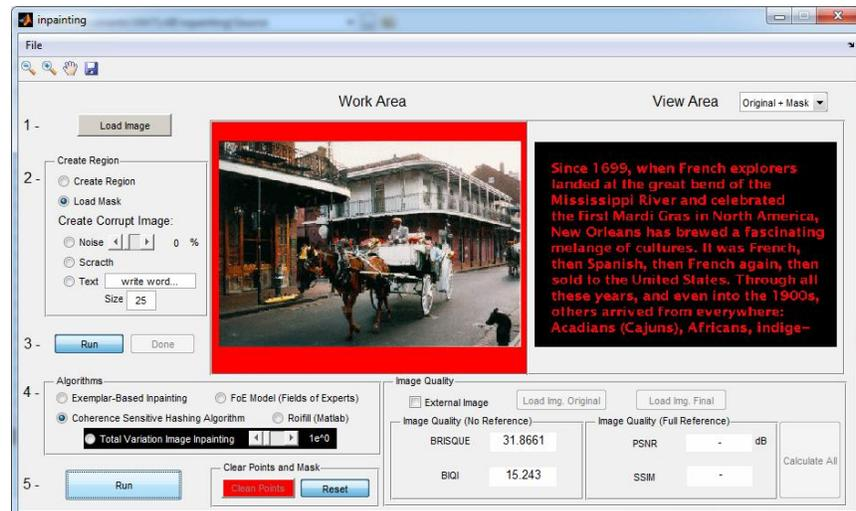 inpainting
File
Work Area
View Area
Original + Mask
1 -
Load Image
Create Region
2 -
Create Region
Load Mask
Create Corrupt Image:
Noise
0 %
Scracth
Text
write word...
Size
25
3 -
Run
Done
Since 1699, when French explorers
landed at the great bend of the
Mississippi River and celebrated
the First Mardi Gras in North America,
New Orleans has brewed a fascinating
melange of cultures. It was French,
then Spanish, then French again, then
sold to the United States. Through all
these years, and even into the 1900s,
others arrived from everywhere:
Acadians (Cajuns), Africans, indige-
4 -
Algorithms
Exemplar-Based Inpainting
FoE Model (Fields of Experts)
Coherence Sensitive Hashing Algorithm
Roifill (Matlab)
Total Variation Image Inpainting
1e^0
5 -
Run
Clear Points and Mask
Clean Points
Reset
Image Quality
External Image
Load Img. Original
Load Img. Final
Image Quality (No Reference)
BRISQUE
31.8661
BIQI
15.243
Image Quality (Full Reference)
PSNR
-
dB
SSIM
-
Calculate All